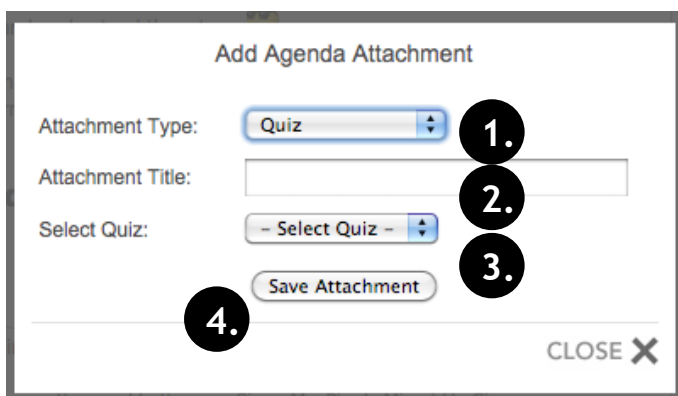 Add Agenda Attachment
Attachment Type: Quiz 1.
Attachment Title: 2.
Select Quiz: – Select Quiz – 3.
Save Attachment
4.
CLOSE X